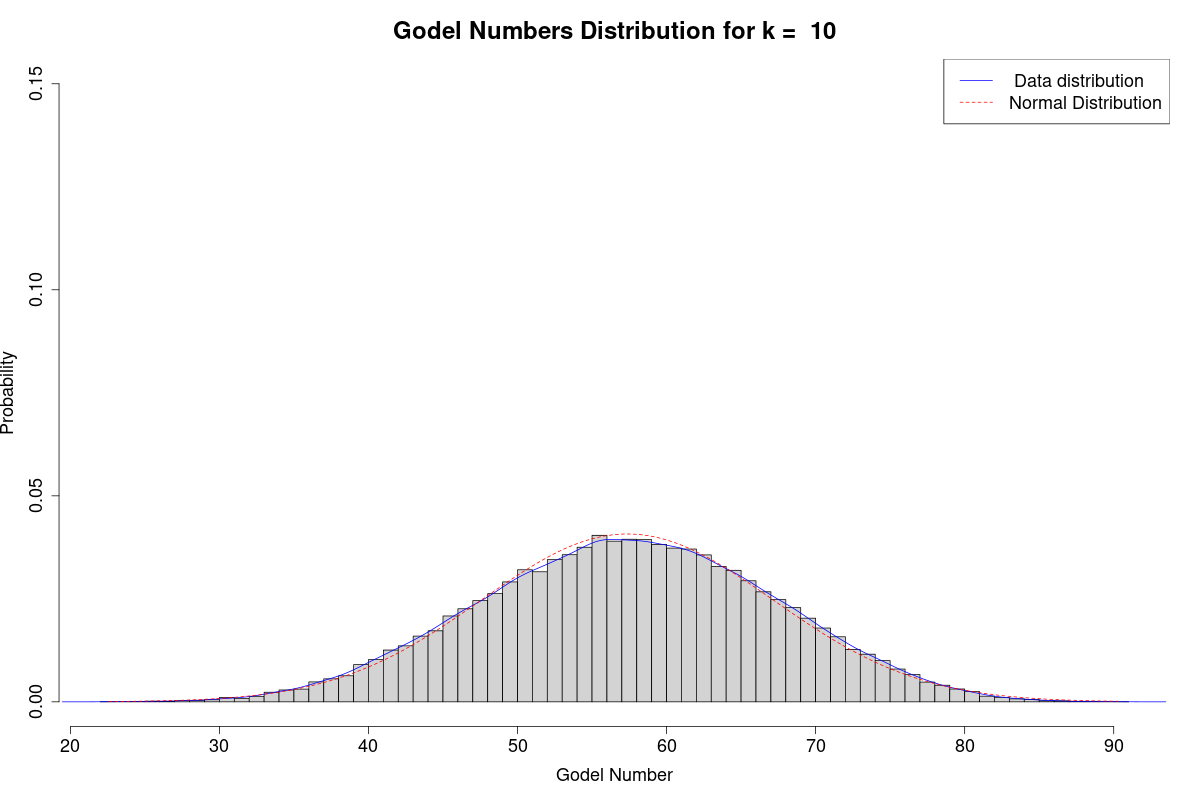 Godel Numbers Distribution for k =  10
Data distribution
Normal Distribution
Probability
0.15
0.10
0.05
0.00
20 30 40 50 60 70 80 90
Godel Number